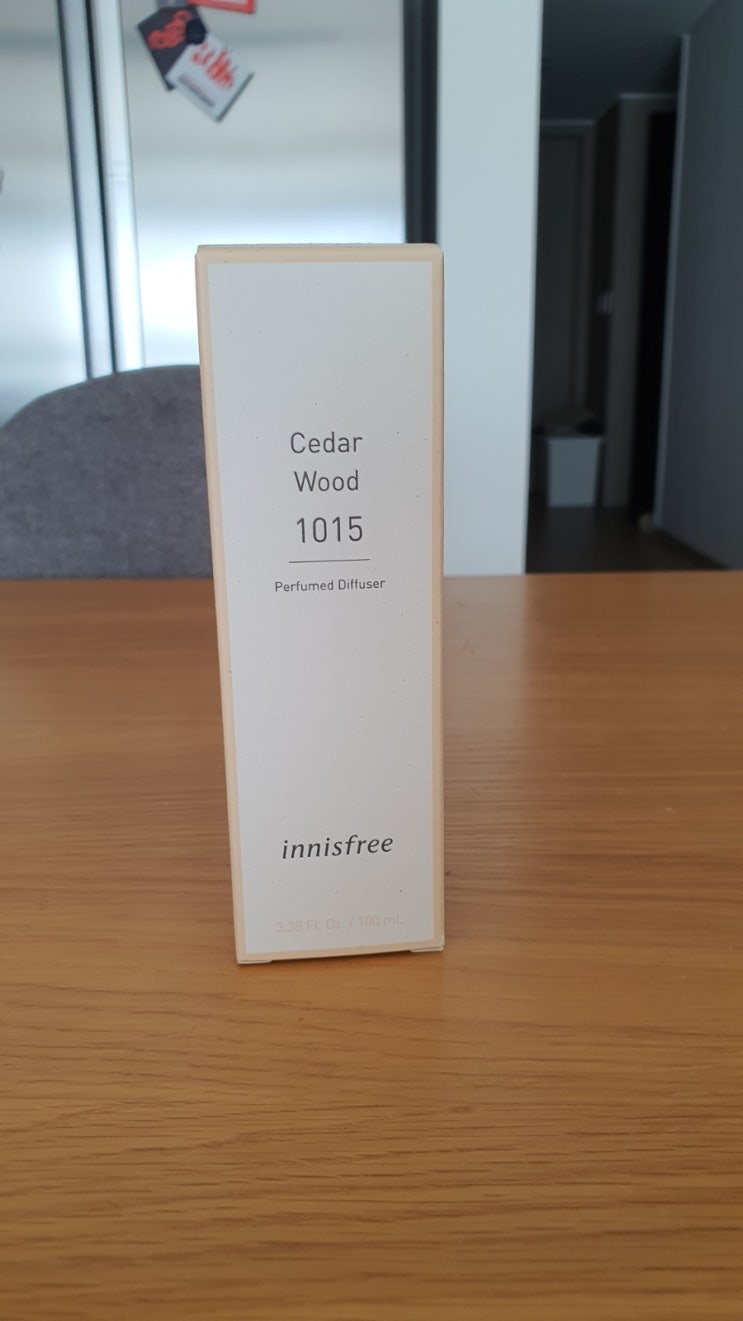 Cedar
Wood
1015
Perfumed Diffuser
innisfree
3.38 FL. Oz. / 100 mL